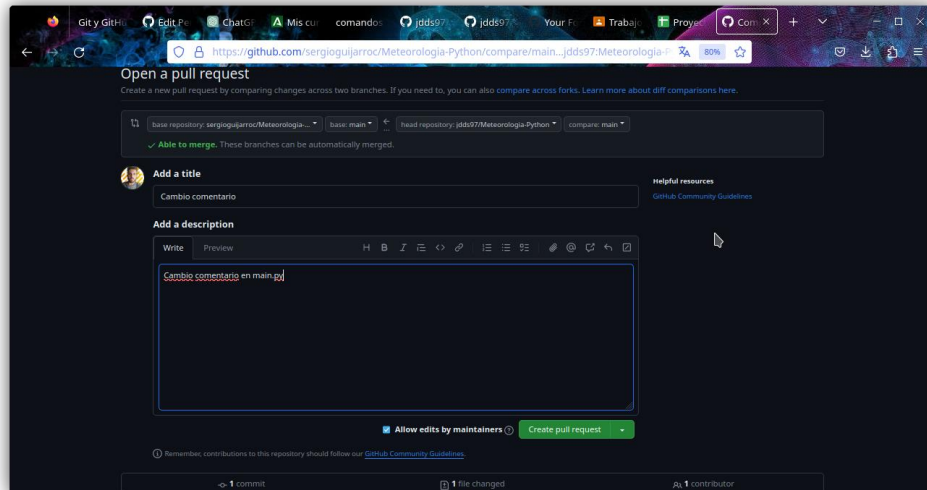 Git y GitHu Edit Pe ChatGF A Mis cur comandos jdds97/ jdds97/ Your Fo Trabajo Proyec Com
https://github.com/sergioguijarroc/Meteorologia-Python/compare/main...jdds97:Meteorologia-P 80%
Open a pull request
Create a new pull request by comparing changes across two branches. If you need to, you can also compare across forks. Learn more about diff comparisons here.
base repository: sergioguijarroc/Meteorologia-... base: main ← head repository: jdds97/Meteorologia-Python compare: main
Able to merge. These branches can be automatically merged.
Add a title
Cambio comentario
Helpful resources
GitHub Community Guidelines
Add a description
Write Preview
Cambio comentario en main.py
Allow edits by maintainers Create pull request
Remember, contributions to this repository should follow our GitHub Community Guidelines.
1 commit 1 file changed 1 contributor